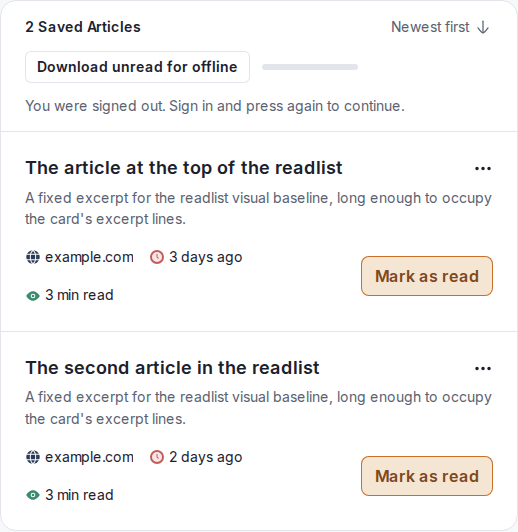 2 Saved Articles
Newest first
Download unread for offline
You were signed out. Sign in and press again to continue.
The article at the top of the readlist
A fixed excerpt for the readlist visual baseline, long enough to occupy
the card's excerpt lines.
example.com 3 days ago
3 min read
Mark as read
The second article in the readlist
A fixed excerpt for the readlist visual baseline, long enough to occupy
the card's excerpt lines.
example.com 2 days ago
3 min read
Mark as read